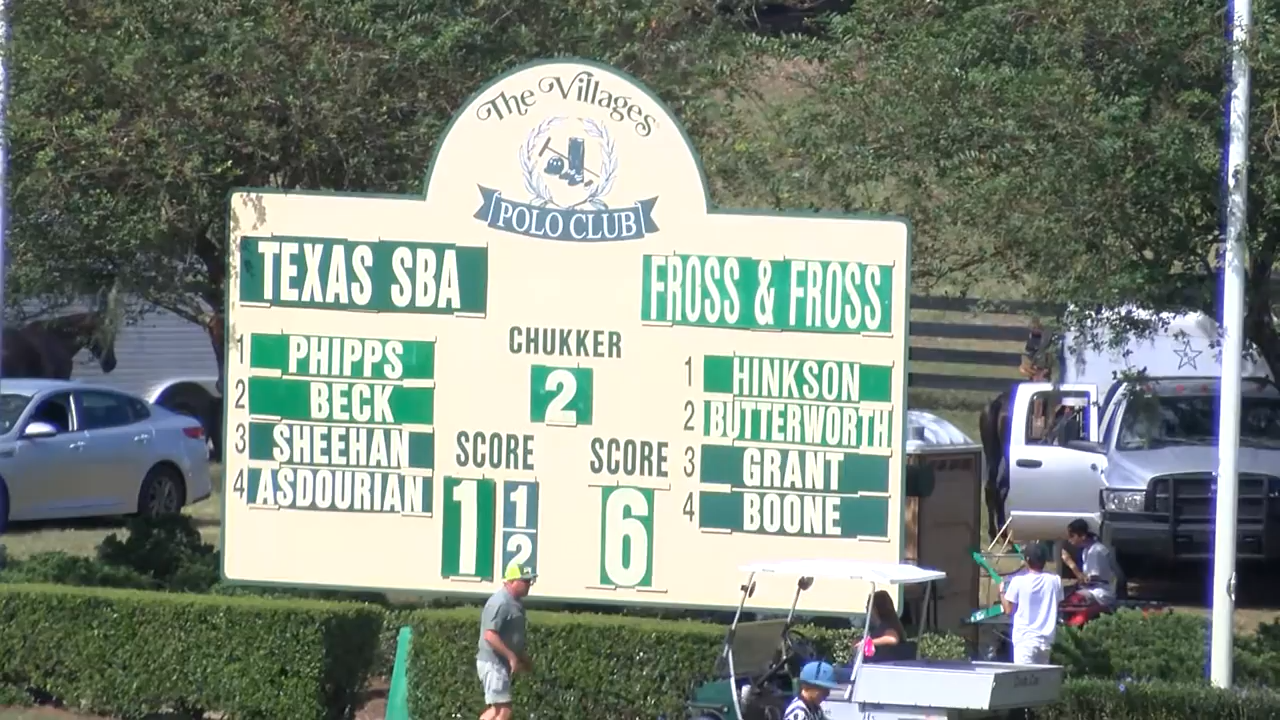 The Villages
POLO CLUB
TEXAS SBA
FROSS & FROSS
CHUKKER
2
1 PHIPPS
2 BECK
3 SHEEHAN
4 ASDOURIAN
1 HINKSON
2 BUTTERWORTH
3 GRANT
4 BOONE
SCORE
1 1
2
SCORE
6